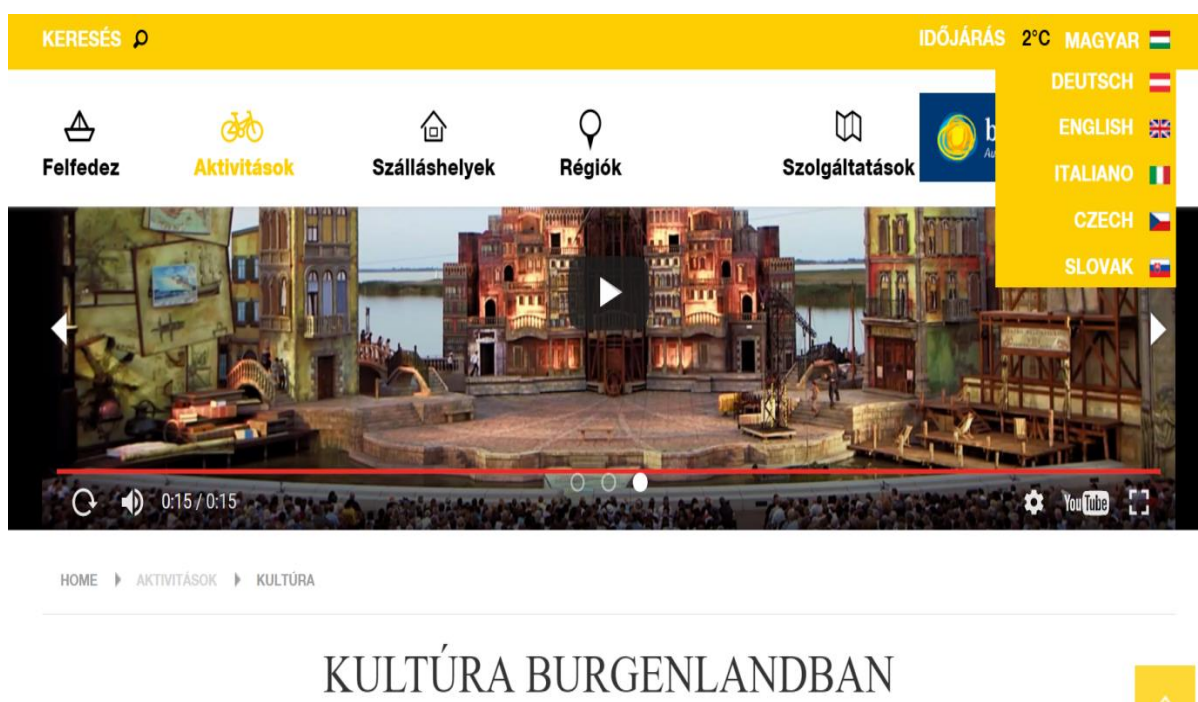 KERESÉS
IDŐJÁRÁS 2°C MAGYAR
DEUTSCH
ENGLISH
ITALIANO
CZECH
SLOVAK
Felfedez Aktivitások Szálláshelyek Régiók Szolgáltatások
0:15 / 0:15
YouTube
HOME AKTIVITÁSOK KULTÚRA
KULTÚRA BURGENLANDBAN